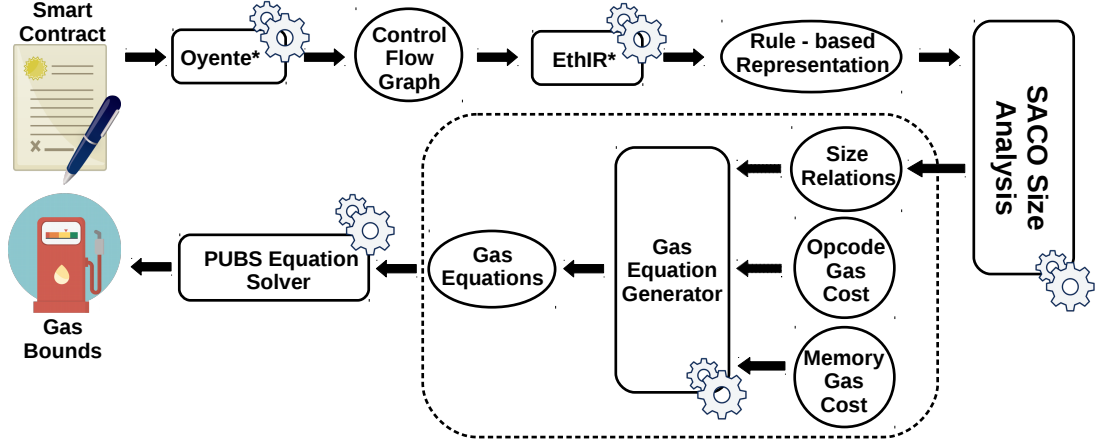 Smart
Contract
Oyente*
Control
Flow
Graph
EthIR*
Rule - based
Representation
SACO Size
Analysis
Size
Relations
Opcode
Gas
Cost
Memory
Gas
Cost
Gas
Equation
Generator
Gas
Equations
PUBS Equation
Solver
Gas
Bounds